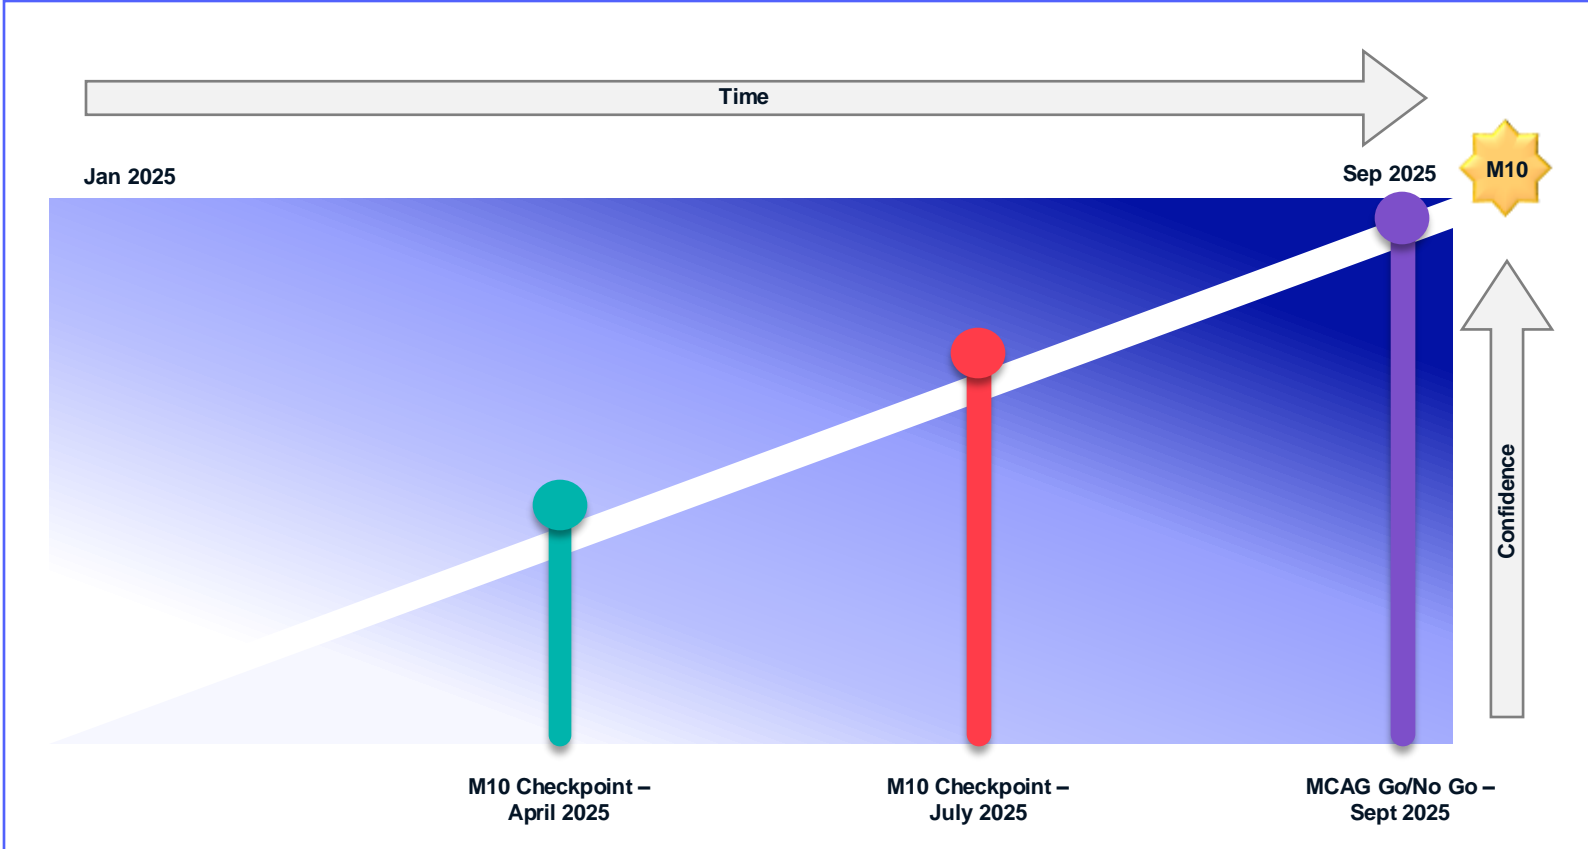 Time
Jan 2025
Sep 2025
M10
Confidence
M10 Checkpoint –
April 2025
M10 Checkpoint –
July 2025
MCAG Go/No Go –
Sept 2025